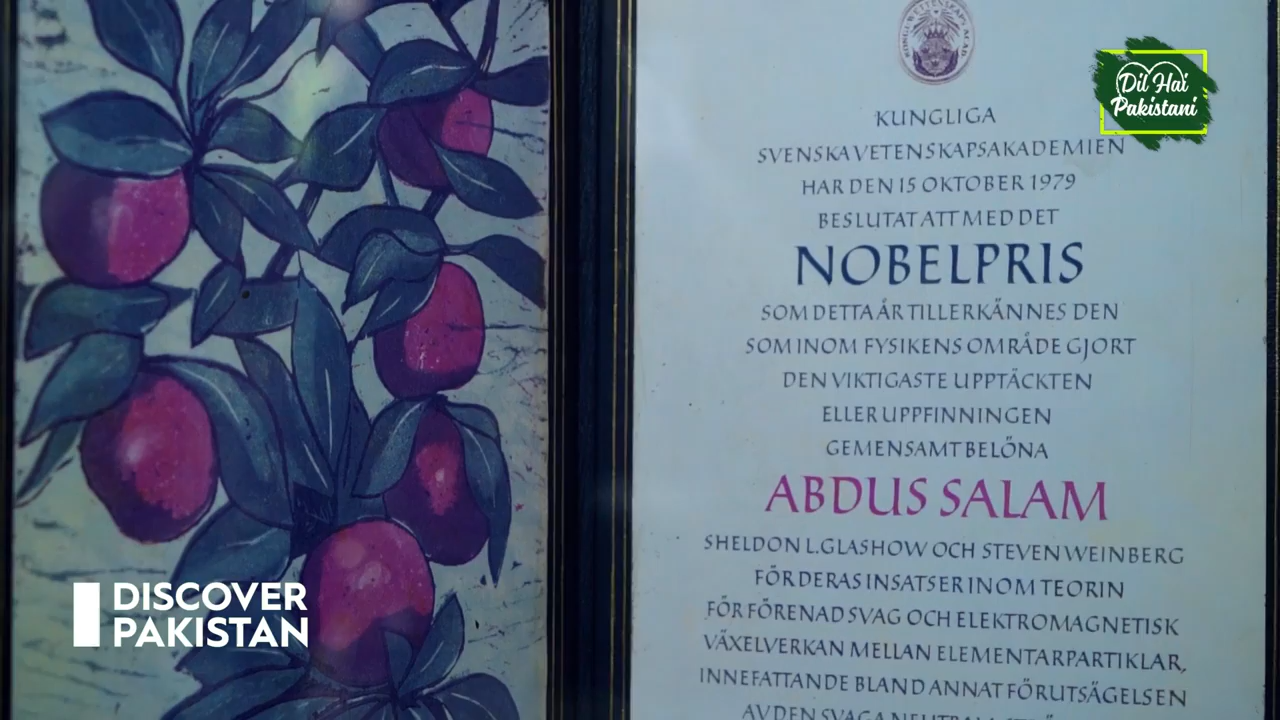 KUNGLIGA
SVENSKA VETENSKAPSAKADEMIEN
HAR DEN 15 OKTOBER 1979
BESLUTAT ATT MED DET
NOBELPRIS
SOM DETTA ÅR TILLERKÄNNES DEN
SOM INOM FYSIKENS OMRÅDE GJORT
DEN VIKTIGASTE UPPTÄCKTEN
ELLER UPPFINNINGEN
GEMENSAMT BELÖNA
ABDUS SALAM
SHELDON L.GLASHOW OCH STEVEN WEINBERG
FÖR DERAS INSATSER INOM TEORIN
FÖR FÖRENAD SVAG OCH ELEKTROMAGNETISK
VÄXELVERKAN MELLAN ELEMENTARPARTIKLAR,
INNEFATTANDE BLAND ANNAT FÖRUTSÄGELSEN
AV DEN SVAGA
Dil Hai
Pakistani
DISCOVER
PAKISTAN